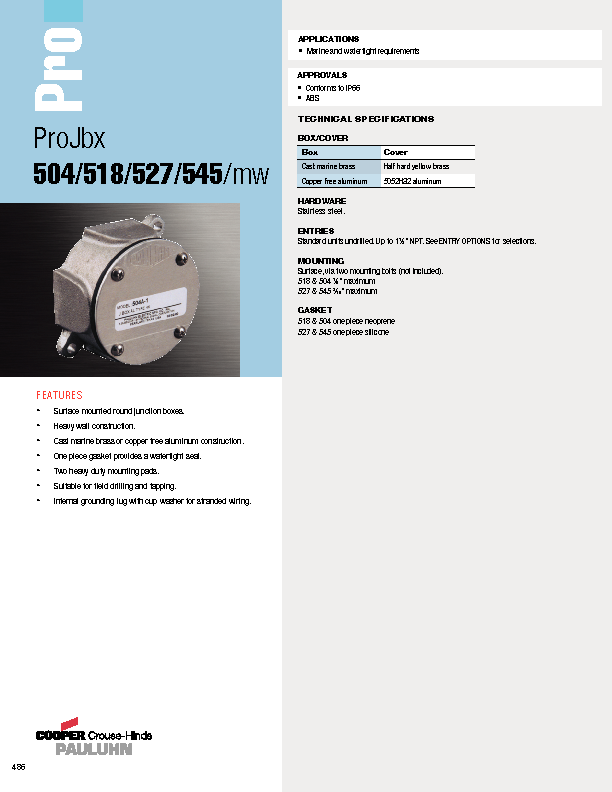 Pro
ProJbx
504/518/527/545/mw
MODEL 504A-1
FEATURES
• Surface mounted round junction boxes.
• Heavy wall construction.
• Cast marine brass or copper free aluminum construction.
• One piece gasket provides a watertight seal.
• Two heavy duty mounting pads.
• Suitable for field drilling and tapping.
• Internal grounding lug with cup washer for stranded wiring.
COOPER Crouse-Hinds
PAULUHN
486
APPLICATIONS
• Marine and watertight requirements
APPROVALS
• Conforms to IP66
• ABS
TECHNICAL SPECIFICATIONS
BOX/COVER
Box Cover
Cast marine brass Half hard yellow brass
Copper free aluminum 5052H32 aluminum
HARDWARE
Stainless steel.
ENTRIES
Standard units undrilled. Up to 1½" NPT. See ENTRY OPTIONS for selections.
MOUNTING
Surface, via two mounting bolts (not included).
518 & 504 ¼" maximum
527 & 545 ⁵⁄₁₆" maximum
GASKET
518 & 504 one piece neoprene
527 & 545 one piece silicone